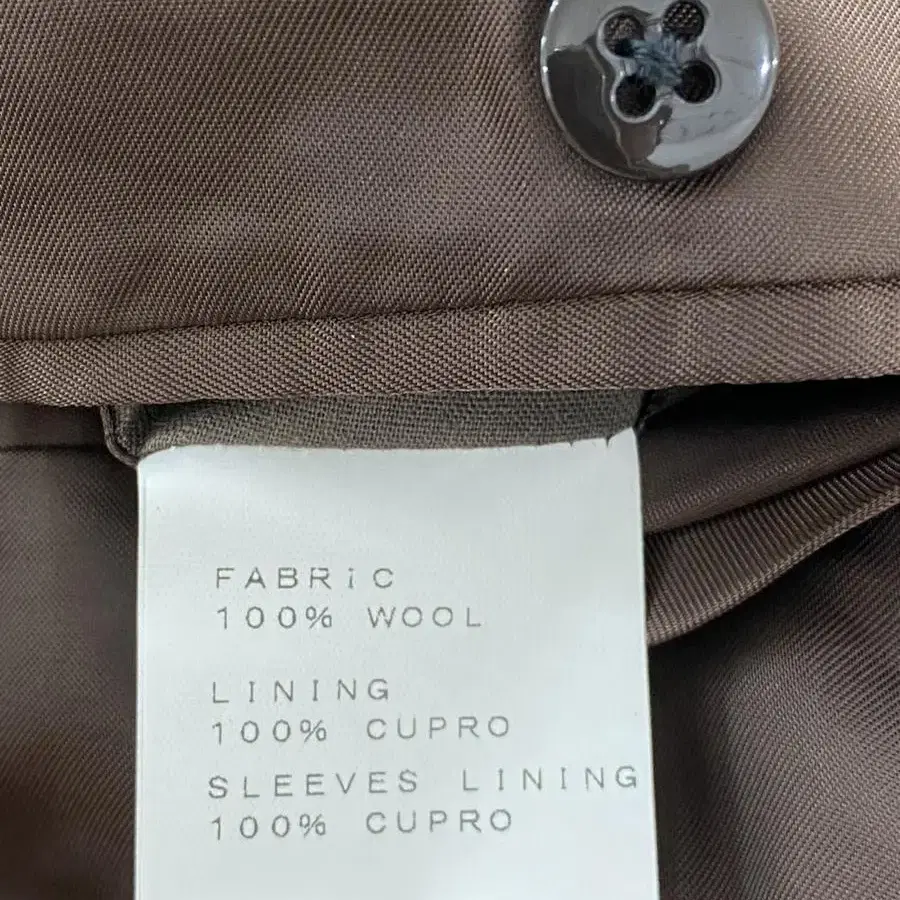 FABRiC
100% WOOL
LINING
100% CUPRO
SLEEVES LINING
100% CUPRO